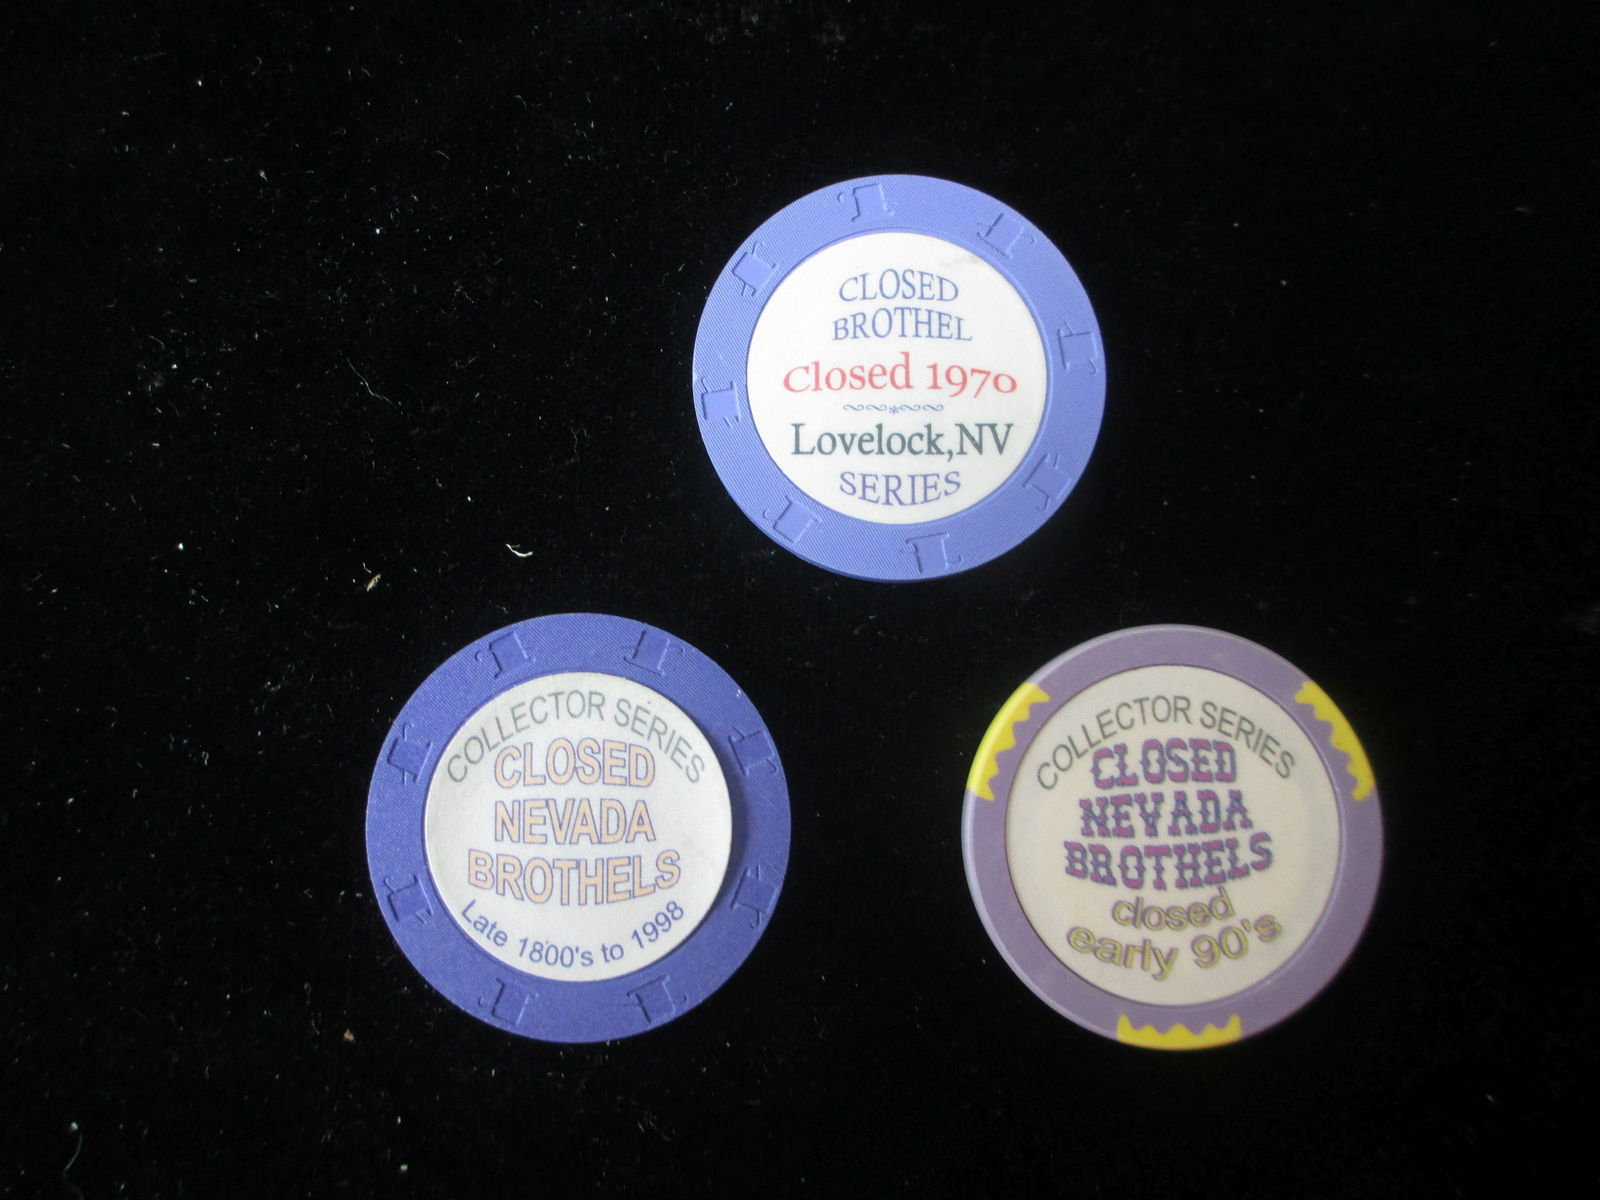 CLOSED
BROTHEL
Closed 1970
Lovelock,NV
SERIES
COLLECTOR SERIES
CLOSED
NEVADA
BROTHELS
Late 1800's to 1998
COLLECTOR SERIES
CLOSED
NEVADA
BROTHELS
closed
early 90's